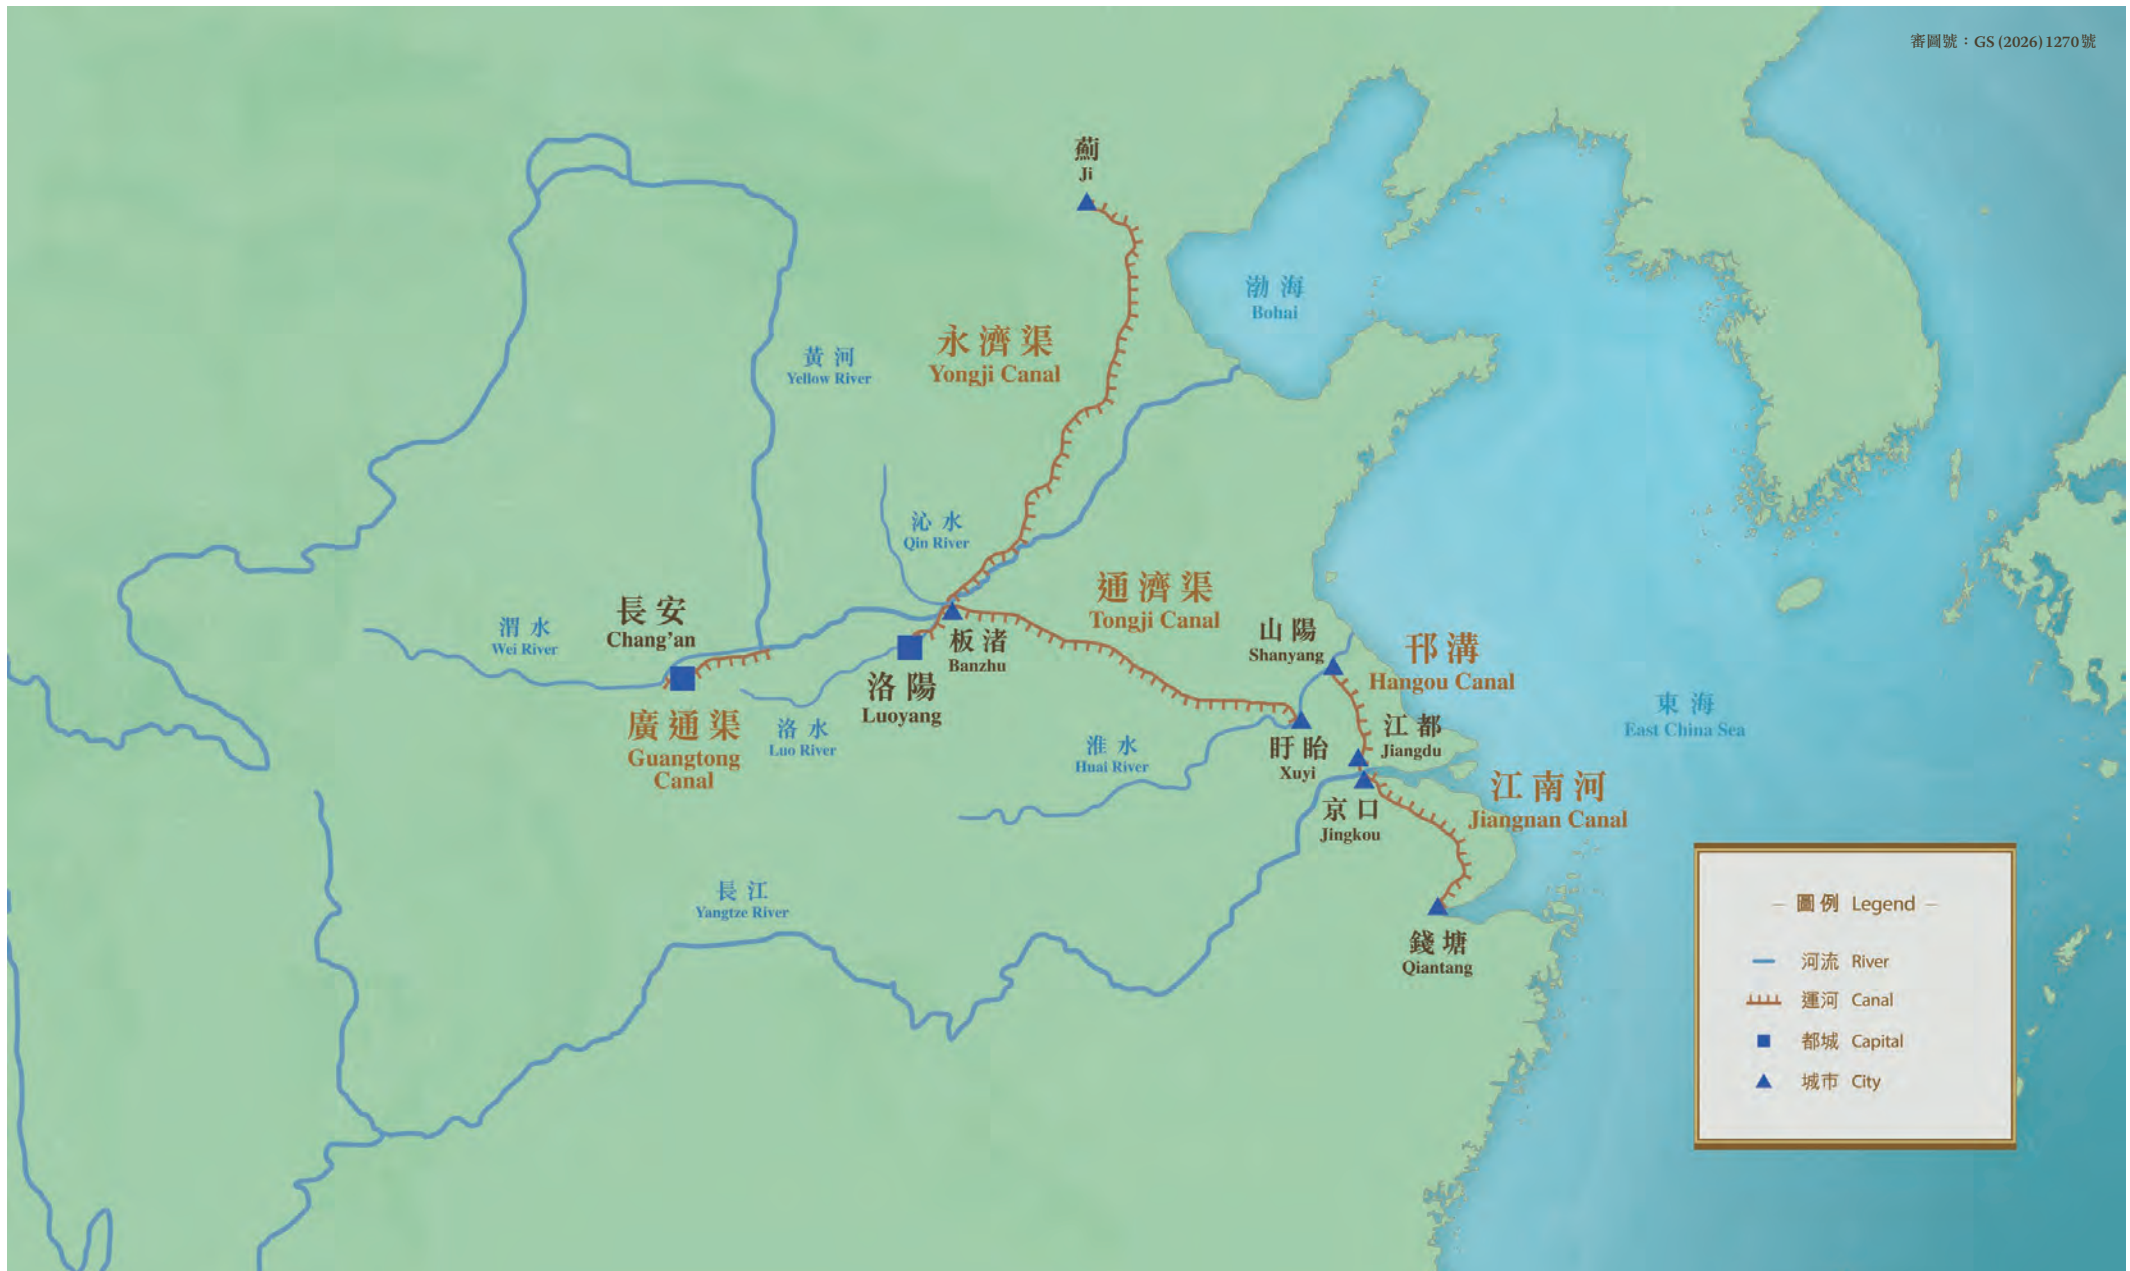 審圖號：GS (2026) 1270 號
薊
Ji
渤海
Bohai
永濟渠
Yongji Canal
黃河
Yellow River
沁水
Qin River
通濟渠
Tongji Canal
長安
Chang’an
渭水
Wei River
山陽
Shanyang
邗溝
Hangou Canal
板渚
Banzhu
洛陽
Luoyang
廣通渠
Guangtong
Canal
洛水
Luo River
淮水
Huai River
盱眙
Xuyi
江都
Jiangdu
東海
East China Sea
江南河
Jiangnan Canal
京口
Jingkou
長江
Yangtze River
錢塘
Qiantang
圖例 Legend
河流 River
運河 Canal
都城 Capital
城市 City